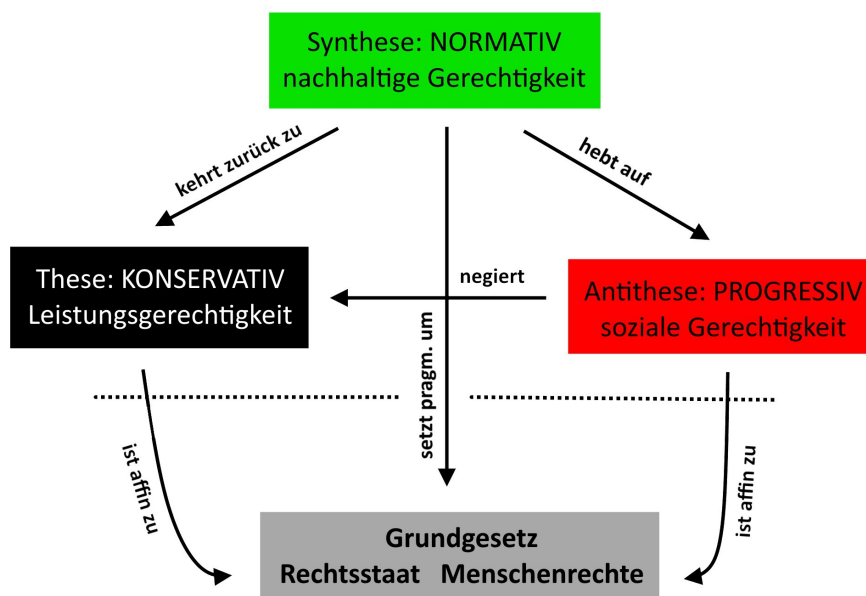 Synthese: NORMATIV
nachhaltige Gerechtigkeit
kehrt zurück zu
hebt auf
These: KONSERVATIV
Leistungsgerechtigkeit
negiert
Antithese: PROGRESSIV
soziale Gerechtigkeit
setzt pragm. um
ist affin zu
ist affin zu
Grundgesetz
Rechtsstaat Menschenrechte